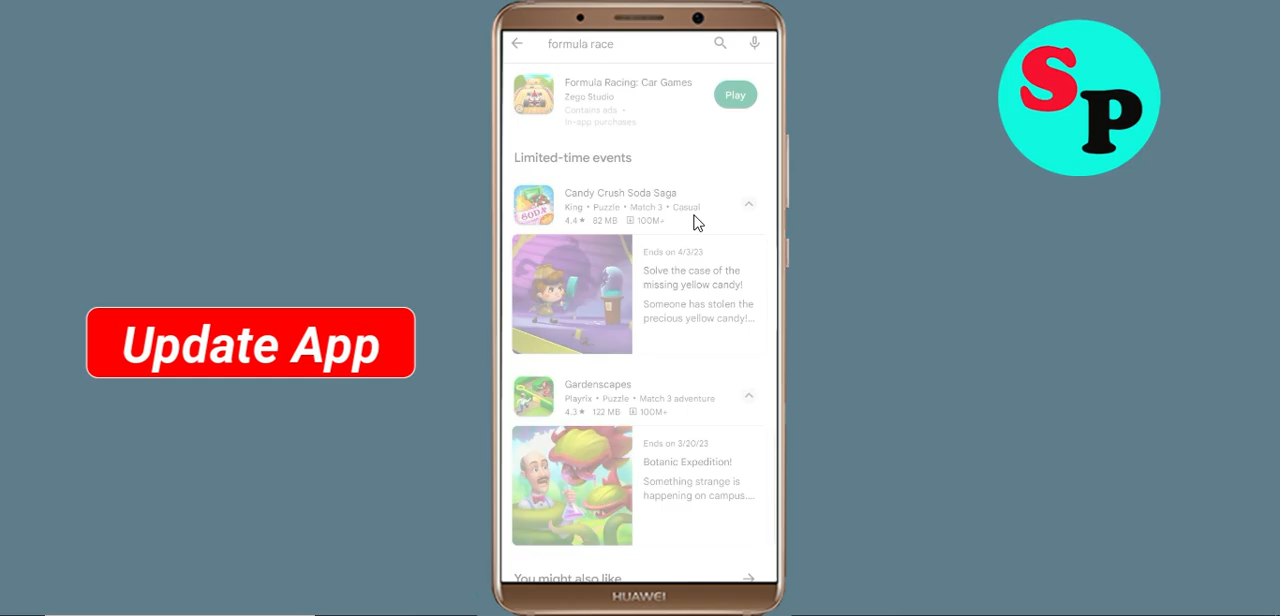 formula race
Formula Racing: Car Games
Zego Studio
Contains ads •
In-app purchases
Play
Limited-time events
Candy Crush Soda Saga
King • Puzzle • Match 3 • Casual
4.4★ 82 MB 100M+
SODA
Ends on 4/3/23
Solve the case of the
missing yellow candy!
Someone has stolen the
precious yellow candy!...
Gardenscapes
Playrix • Puzzle • Match 3 adventure
4.3★ 122 MB 100M+
Ends on 3/20/23
Botanic Expedition!
Something strange is
happening on campus....
You might also like
HUAWEI
Update App
SP